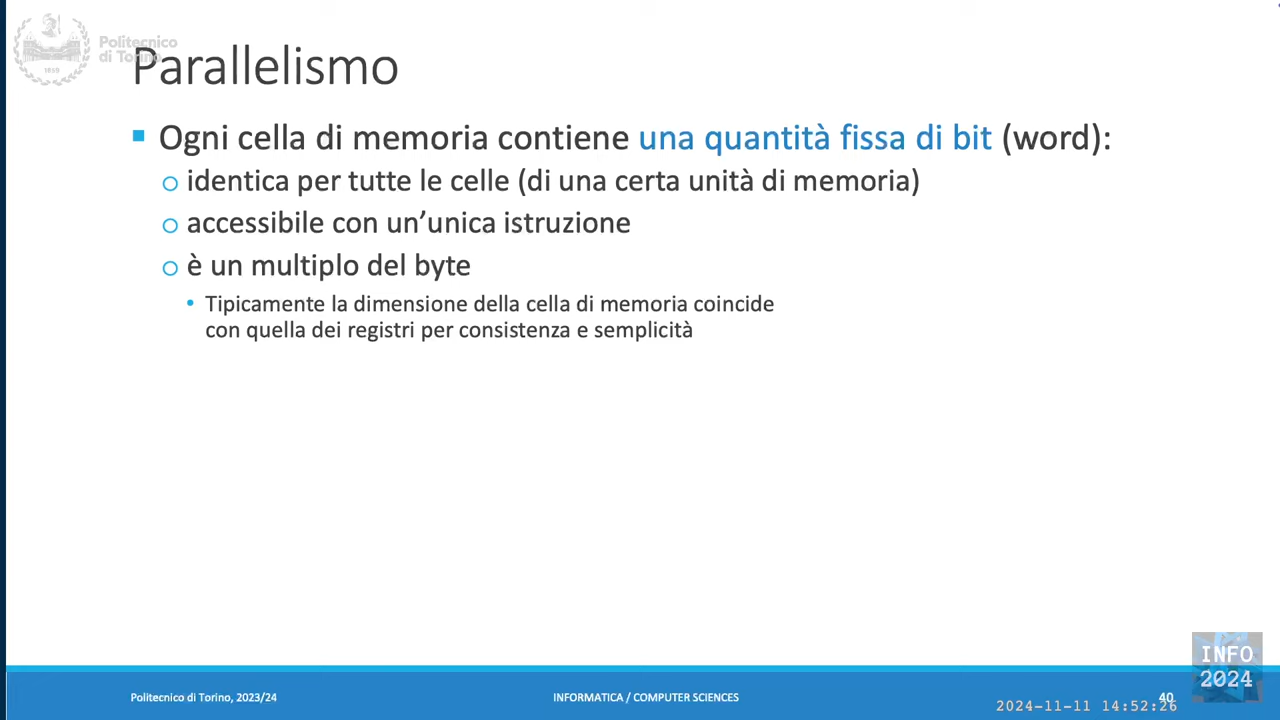 Politecnico
di Torino
1859
Parallelismo
Ogni cella di memoria contiene una quantità fissa di bit (word):
identica per tutte le celle (di una certa unità di memoria)
accessibile con un'unica istruzione
è un multiplo del byte
Tipicamente la dimensione della cella di memoria coincide
con quella dei registri per consistenza e semplicità
INFO
2024
Politecnico di Torino, 2023/24
INFORMATICA / COMPUTER SCIENCES
40
2024-11-11 14:52:26